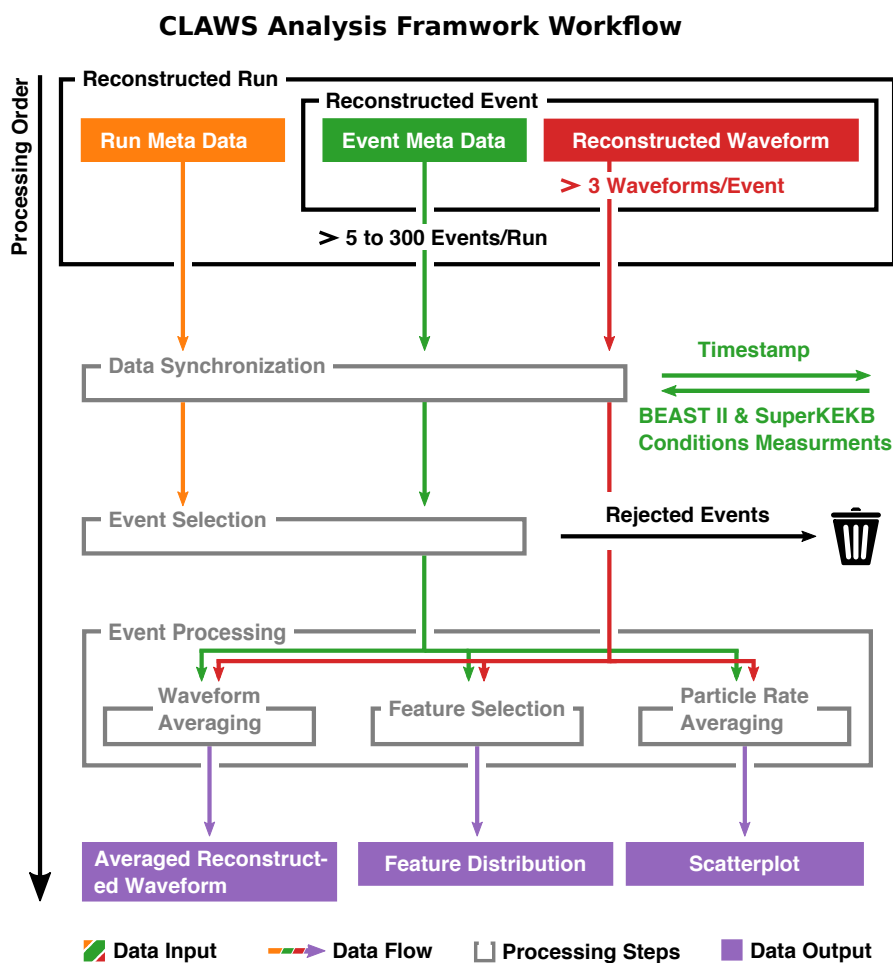 CLAWS Analysis Framwork Workflow
Processing Order
Reconstructed Run
Reconstructed Event
Run Meta Data
Event Meta Data
Reconstructed Waveform
> 3 Waveforms/Event
> 5 to 300 Events/Run
Data Synchronization
Timestamp
BEAST II & SuperKEKB
Conditions Measurments
Event Selection
Rejected Events
Event Processing
Waveform
Averaging
Feature Selection
Particle Rate
Averaging
Averaged Reconstruct-
ed Waveform
Feature Distribution
Scatterplot
Data Input
Data Flow
Processing Steps
Data Output